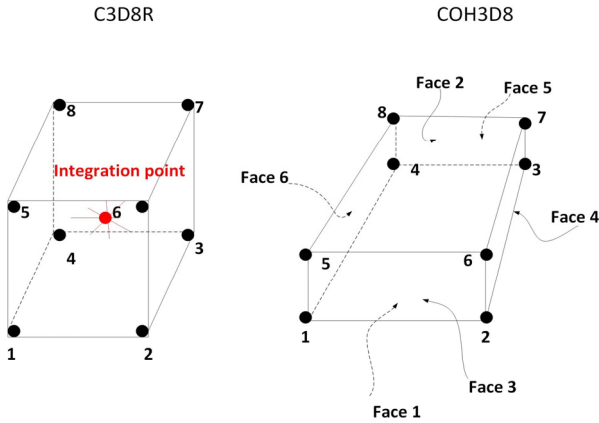 C3D8R
COH3D8
8
7
Integration point
5
6
4
3
1
2
Face 2
Face 5
8
7
4
3
Face 6
Face 4
5
6
1
2
Face 3
Face 1